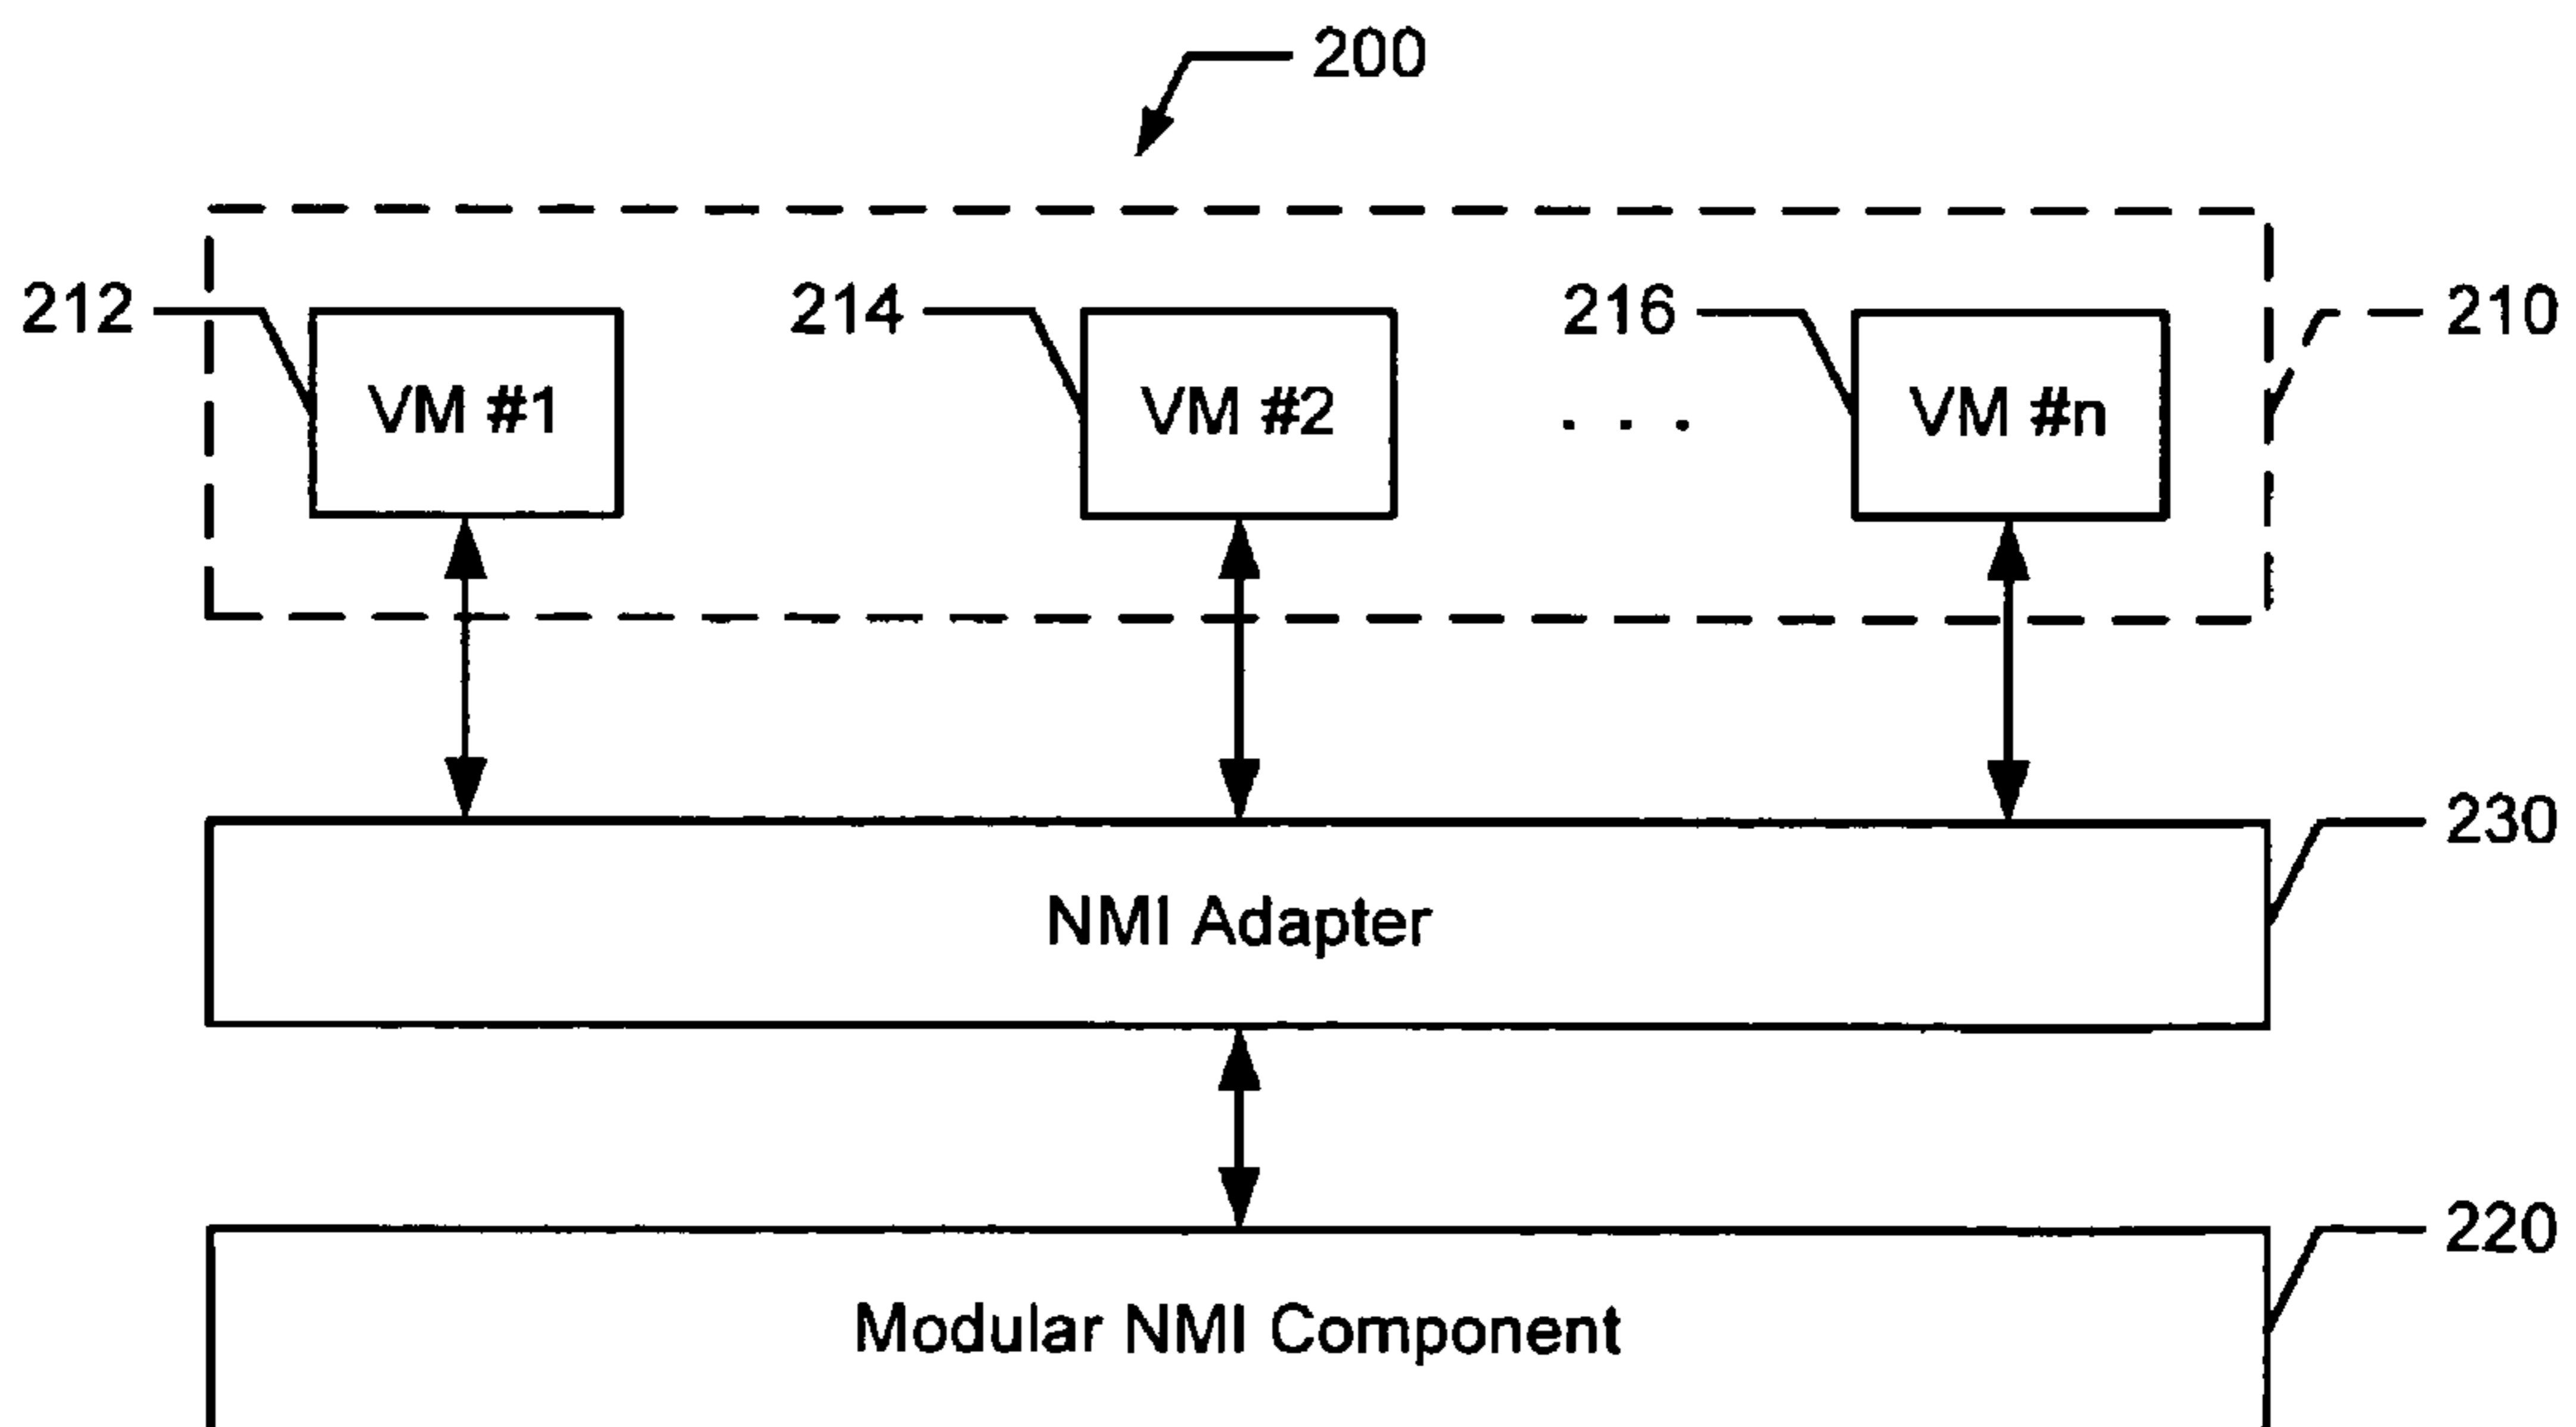 200
212
214
216
210
VM #1
VM #2
. . .
VM #n
230
NMI Adapter
220
Modular NMI Component